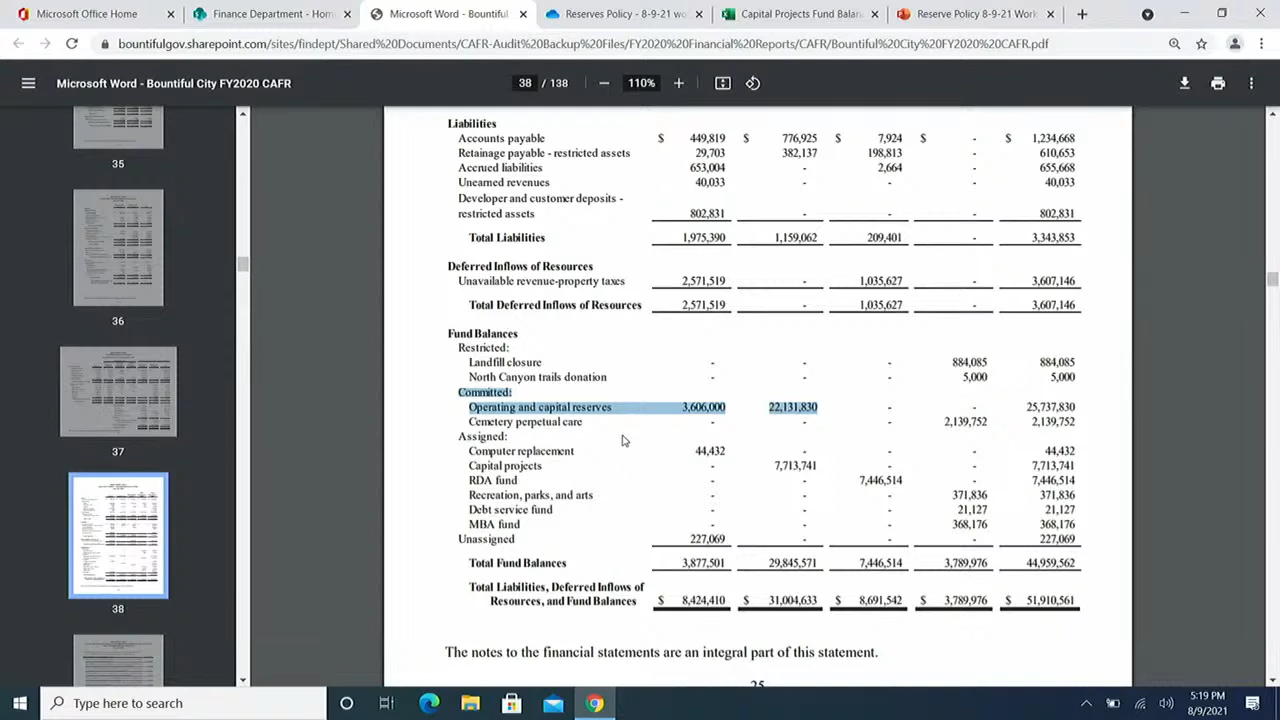 Microsoft Office Home
Finance Department - Hom
Microsoft Word - Bountiful
Reserves Policy - 8-9-21 wo
Capital Projects Fund Balan
Reserve Policy 8-9-21 Work
bountifulgov.sharepoint.com/sites/findept/Shared%20Documents/CAFR-Audit%20Backup%20Files/FY2020%20Financial%20Reports/CAFR/Bountiful%20City%20FY2020%20CAFR.pdf
Microsoft Word - Bountiful City FY2020 CAFR
38 / 138
110%
35
36
37
38
Liabilities
Accounts payable $ 449,819 $ 776,925 $ 7,924 $ - $ 1,234,668
Retainage payable - restricted assets 29,703 382,137 198,813 - 610,653
Accrued liabilities 653,004 - 2,664 - 655,668
Unearned revenues 40,033 - - - 40,033
Developer and customer deposits -
restricted assets 802,831 - - - 802,831
Total Liabilities 1,975,390 1,159,062 209,401 - 3,343,853
Deferred Inflows of Resources
Unavailable revenue-property taxes 2,571,519 - 1,035,627 - 3,607,146
Total Deferred Inflows of Resources 2,571,519 - 1,035,627 - 3,607,146
Fund Balances
Restricted:
Landfill closure - - - 884,085 884,085
North Canyon trails donation - - - 5,000 5,000
Committed:
Operating and capital reserves 3,606,000 22,131,830 - - 25,737,830
Cemetery perpetual care - - - 2,139,752 2,139,752
Assigned:
Computer replacement 44,432 - - - 44,432
Capital projects - 7,713,741 - - 7,713,741
RDA fund - - 7,446,514 - 7,446,514
Recreation, parks, and arts - - - 371,836 371,836
Debt service fund - - - 21,127 21,127
MBA fund - - - 368,176 368,176
Unassigned 227,069 - - - 227,069
Total Fund Balances 3,877,501 29,845,571 7,446,514 3,789,976 44,959,562
Total Liabilities, Deferred Inflows of
Resources, and Fund Balances $ 8,424,410 $ 31,004,633 $ 8,691,542 $ 3,789,976 $ 51,910,561
The notes to the financial statements are an integral part of this statement.
25
Type here to search
5:19 PM
8/9/2021